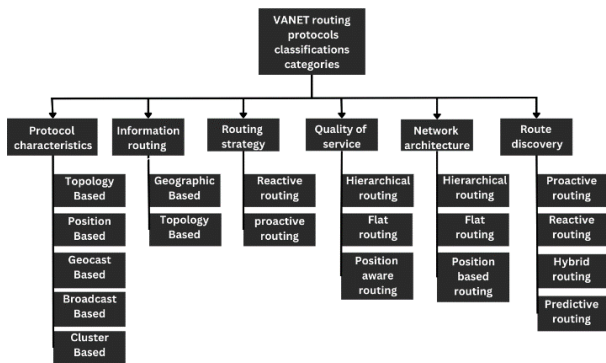 VANET routing
protocols
classifications
categories
Protocol
characteristics
Information
routing
Routing
strategy
Quality of
service
Network
architecture
Route
discovery
Topology
Based
Position
Based
Geocast
Based
Broadcast
Based
Cluster
Based
Geographic
Based
Topology
Based
Reactive
routing
proactive
routing
Hierarchical
routing
Flat
routing
Position
aware routing
Hierarchical
routing
Flat
routing
Position
based routing
Proactive
routing
Reactive
routing
Hybrid
routing
Predictive
routing